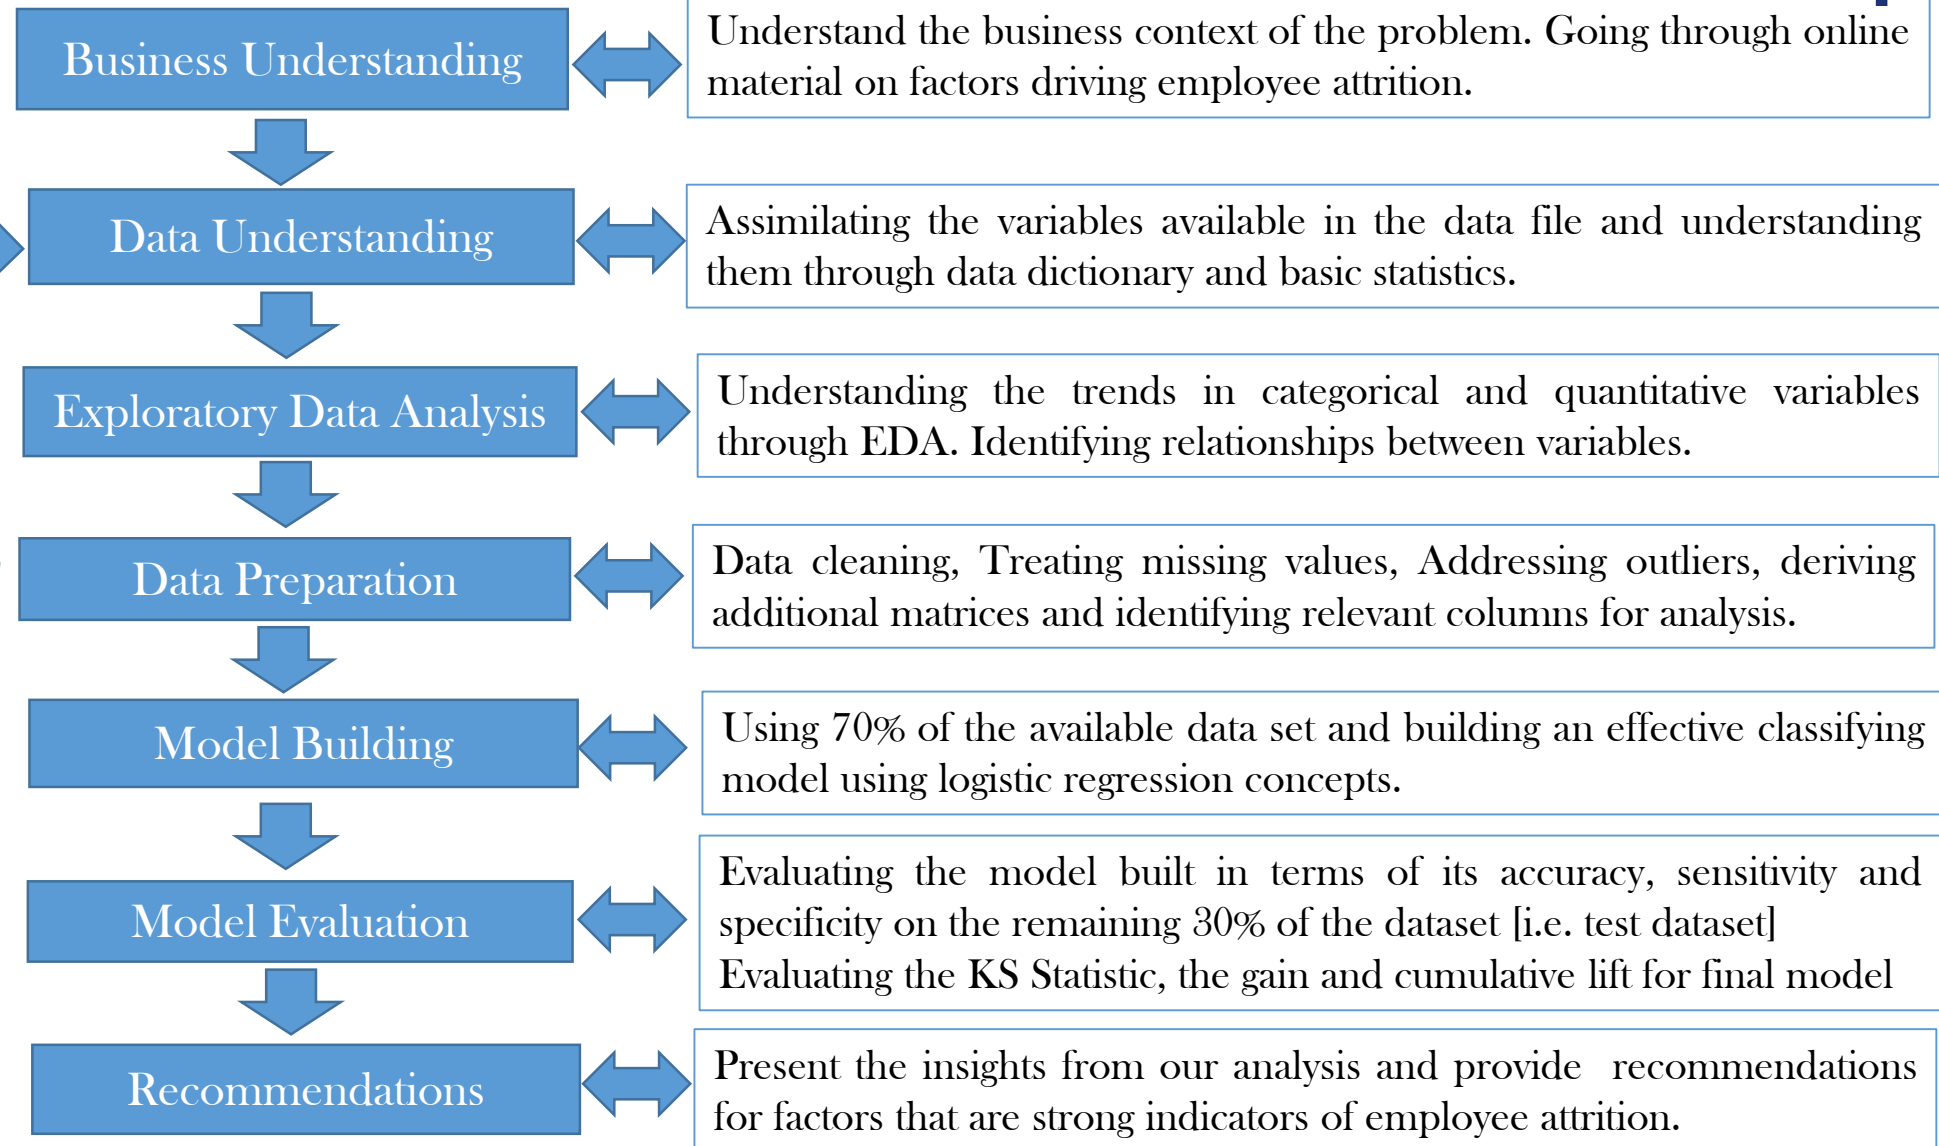 Business Understanding
Understand the business context of the problem. Going through online
material on factors driving employee attrition.
Data Understanding
Assimilating the variables available in the data file and understanding
them through data dictionary and basic statistics.
Exploratory Data Analysis
Understanding the trends in categorical and quantitative variables
through EDA. Identifying relationships between variables.
Data Preparation
Data cleaning, Treating missing values, Addressing outliers, deriving
additional matrices and identifying relevant columns for analysis.
Model Building
Using 70% of the available data set and building an effective classifying
model using logistic regression concepts.
Model Evaluation
Evaluating the model built in terms of its accuracy, sensitivity and
specificity on the remaining 30% of the dataset [i.e. test dataset]
Evaluating the KS Statistic, the gain and cumulative lift for final model
Recommendations
Present the insights from our analysis and provide recommendations
for factors that are strong indicators of employee attrition.